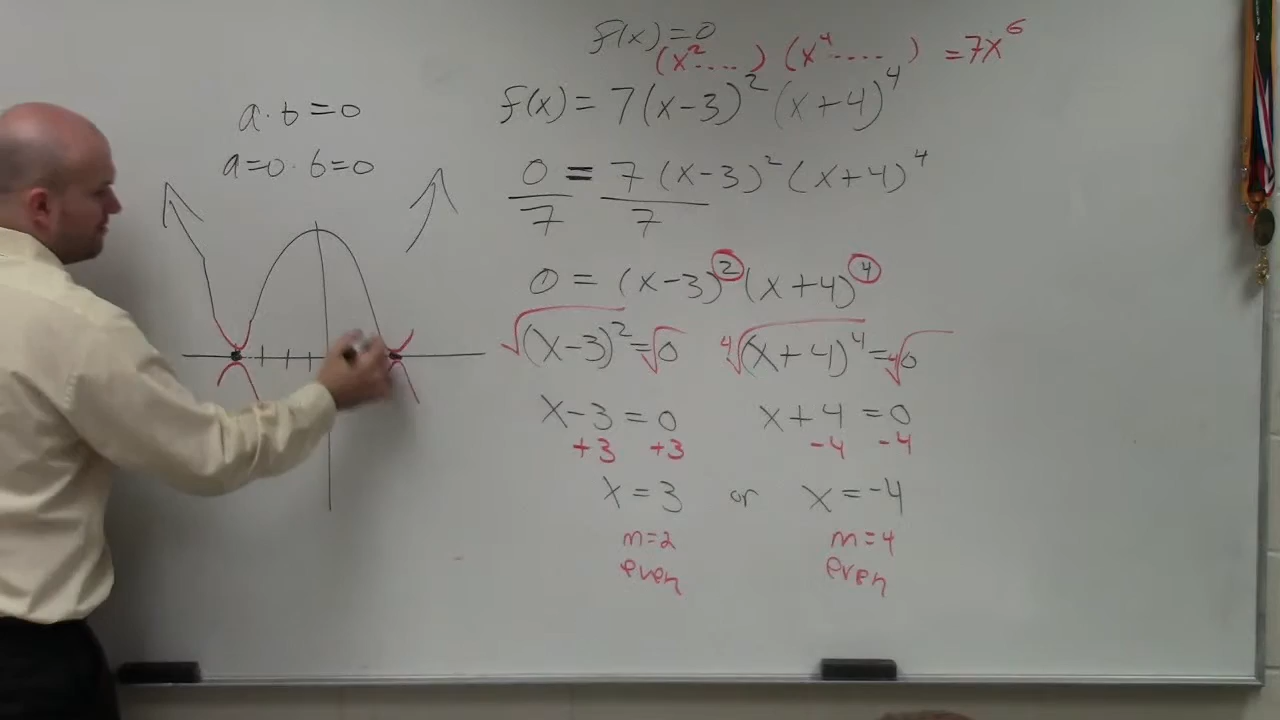 f(x)=0
(x²....) (x⁴.....) =7x⁶
a·b=0
f(x)=7(x-3)²(x+4)⁴
a=0·b=0
0 = 7(x-3)²(x+4)⁴
7 7
0 = (x-3)²(x+4)⁴
√(x-3)²=√0 ⁴√(x+4)⁴=⁴√0
x-3=0 x+4=0
+3 +3 -4 -4
x=3 or x=-4
m=2 m=4
even even